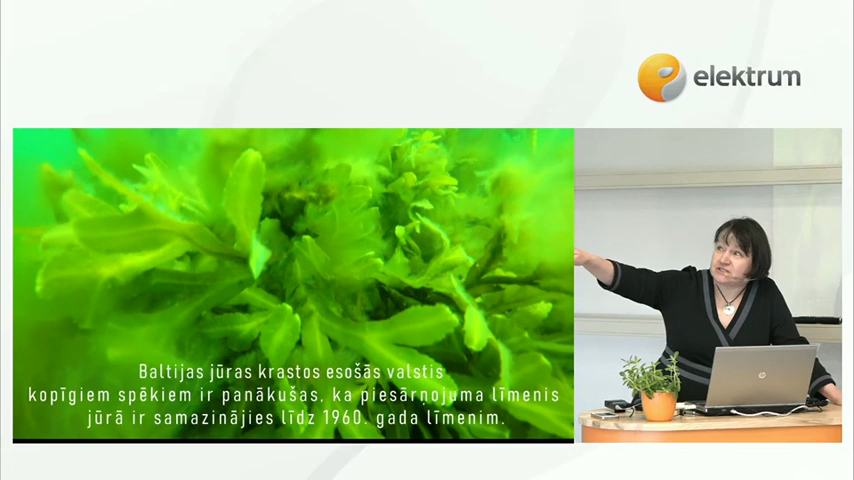 elektrum
Baltijas jūras krastos esošās valstis
kopīgiem spēkiem ir panākušas, ka piesārņojuma līmenis
jūrā ir samazinājies līdz 1960. gada līmenim.
hp